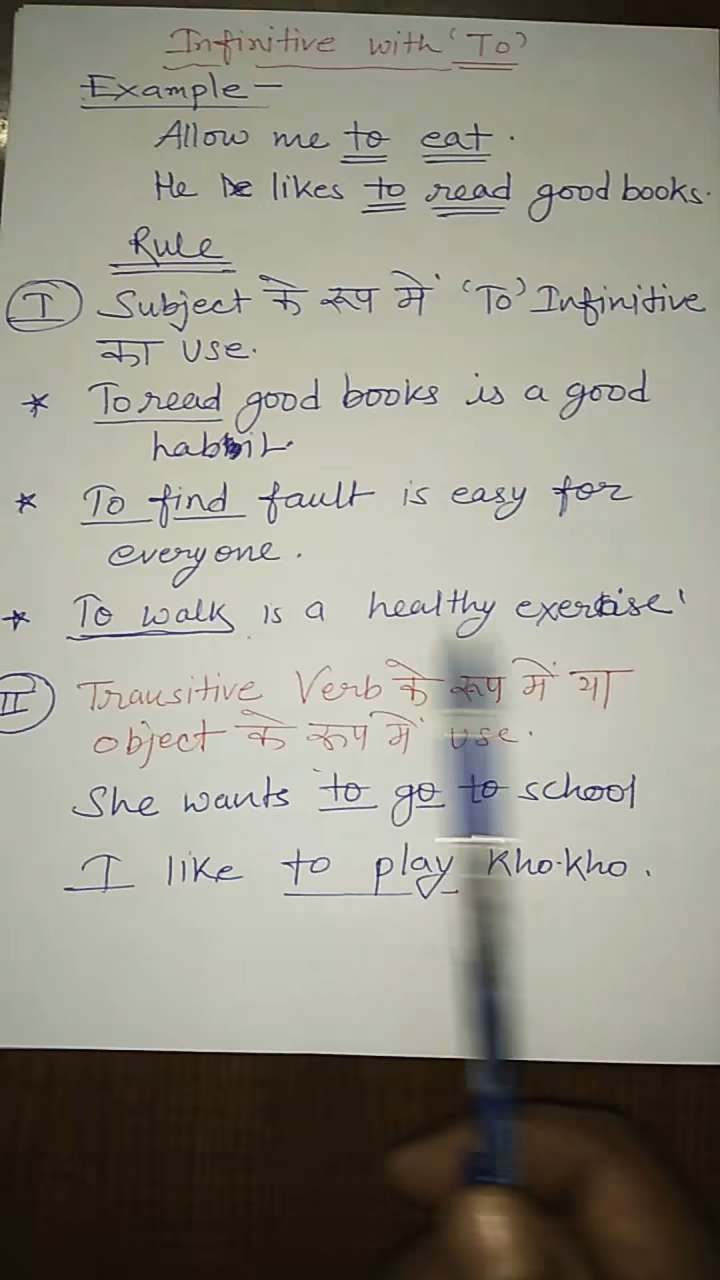 Infinitive with 'To'
Example -
Allow me to eat.
He likes to read good books.
Rule
I Subject के रूप में 'To' Infinitive
का use.
* To read good books is a good
habit.
* To find fault is easy for
everyone.
* To walk is a healthy exercise
II Transitive Verb के रूप में या
object के रूप में use.
She wants to go to school
I like to play Kho-kho.